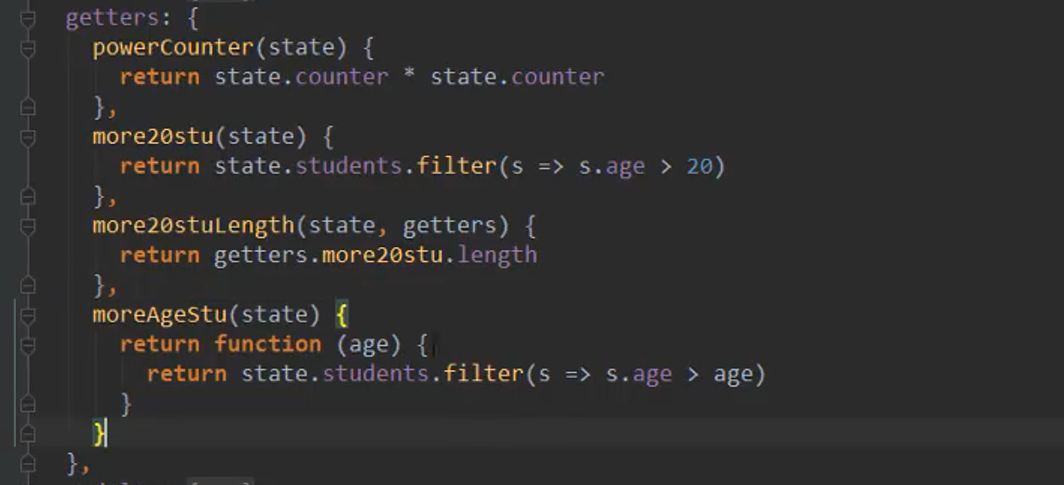 getters: {
  powerCounter(state) {
    return state.counter * state.counter
  },
  more20stu(state) {
    return state.students.filter(s => s.age > 20)
  },
  more20stuLength(state, getters) {
    return getters.more20stu.length
  },
  moreAgeStu(state) {
    return function (age) {
      return state.students.filter(s => s.age > age)
    }
  }
},